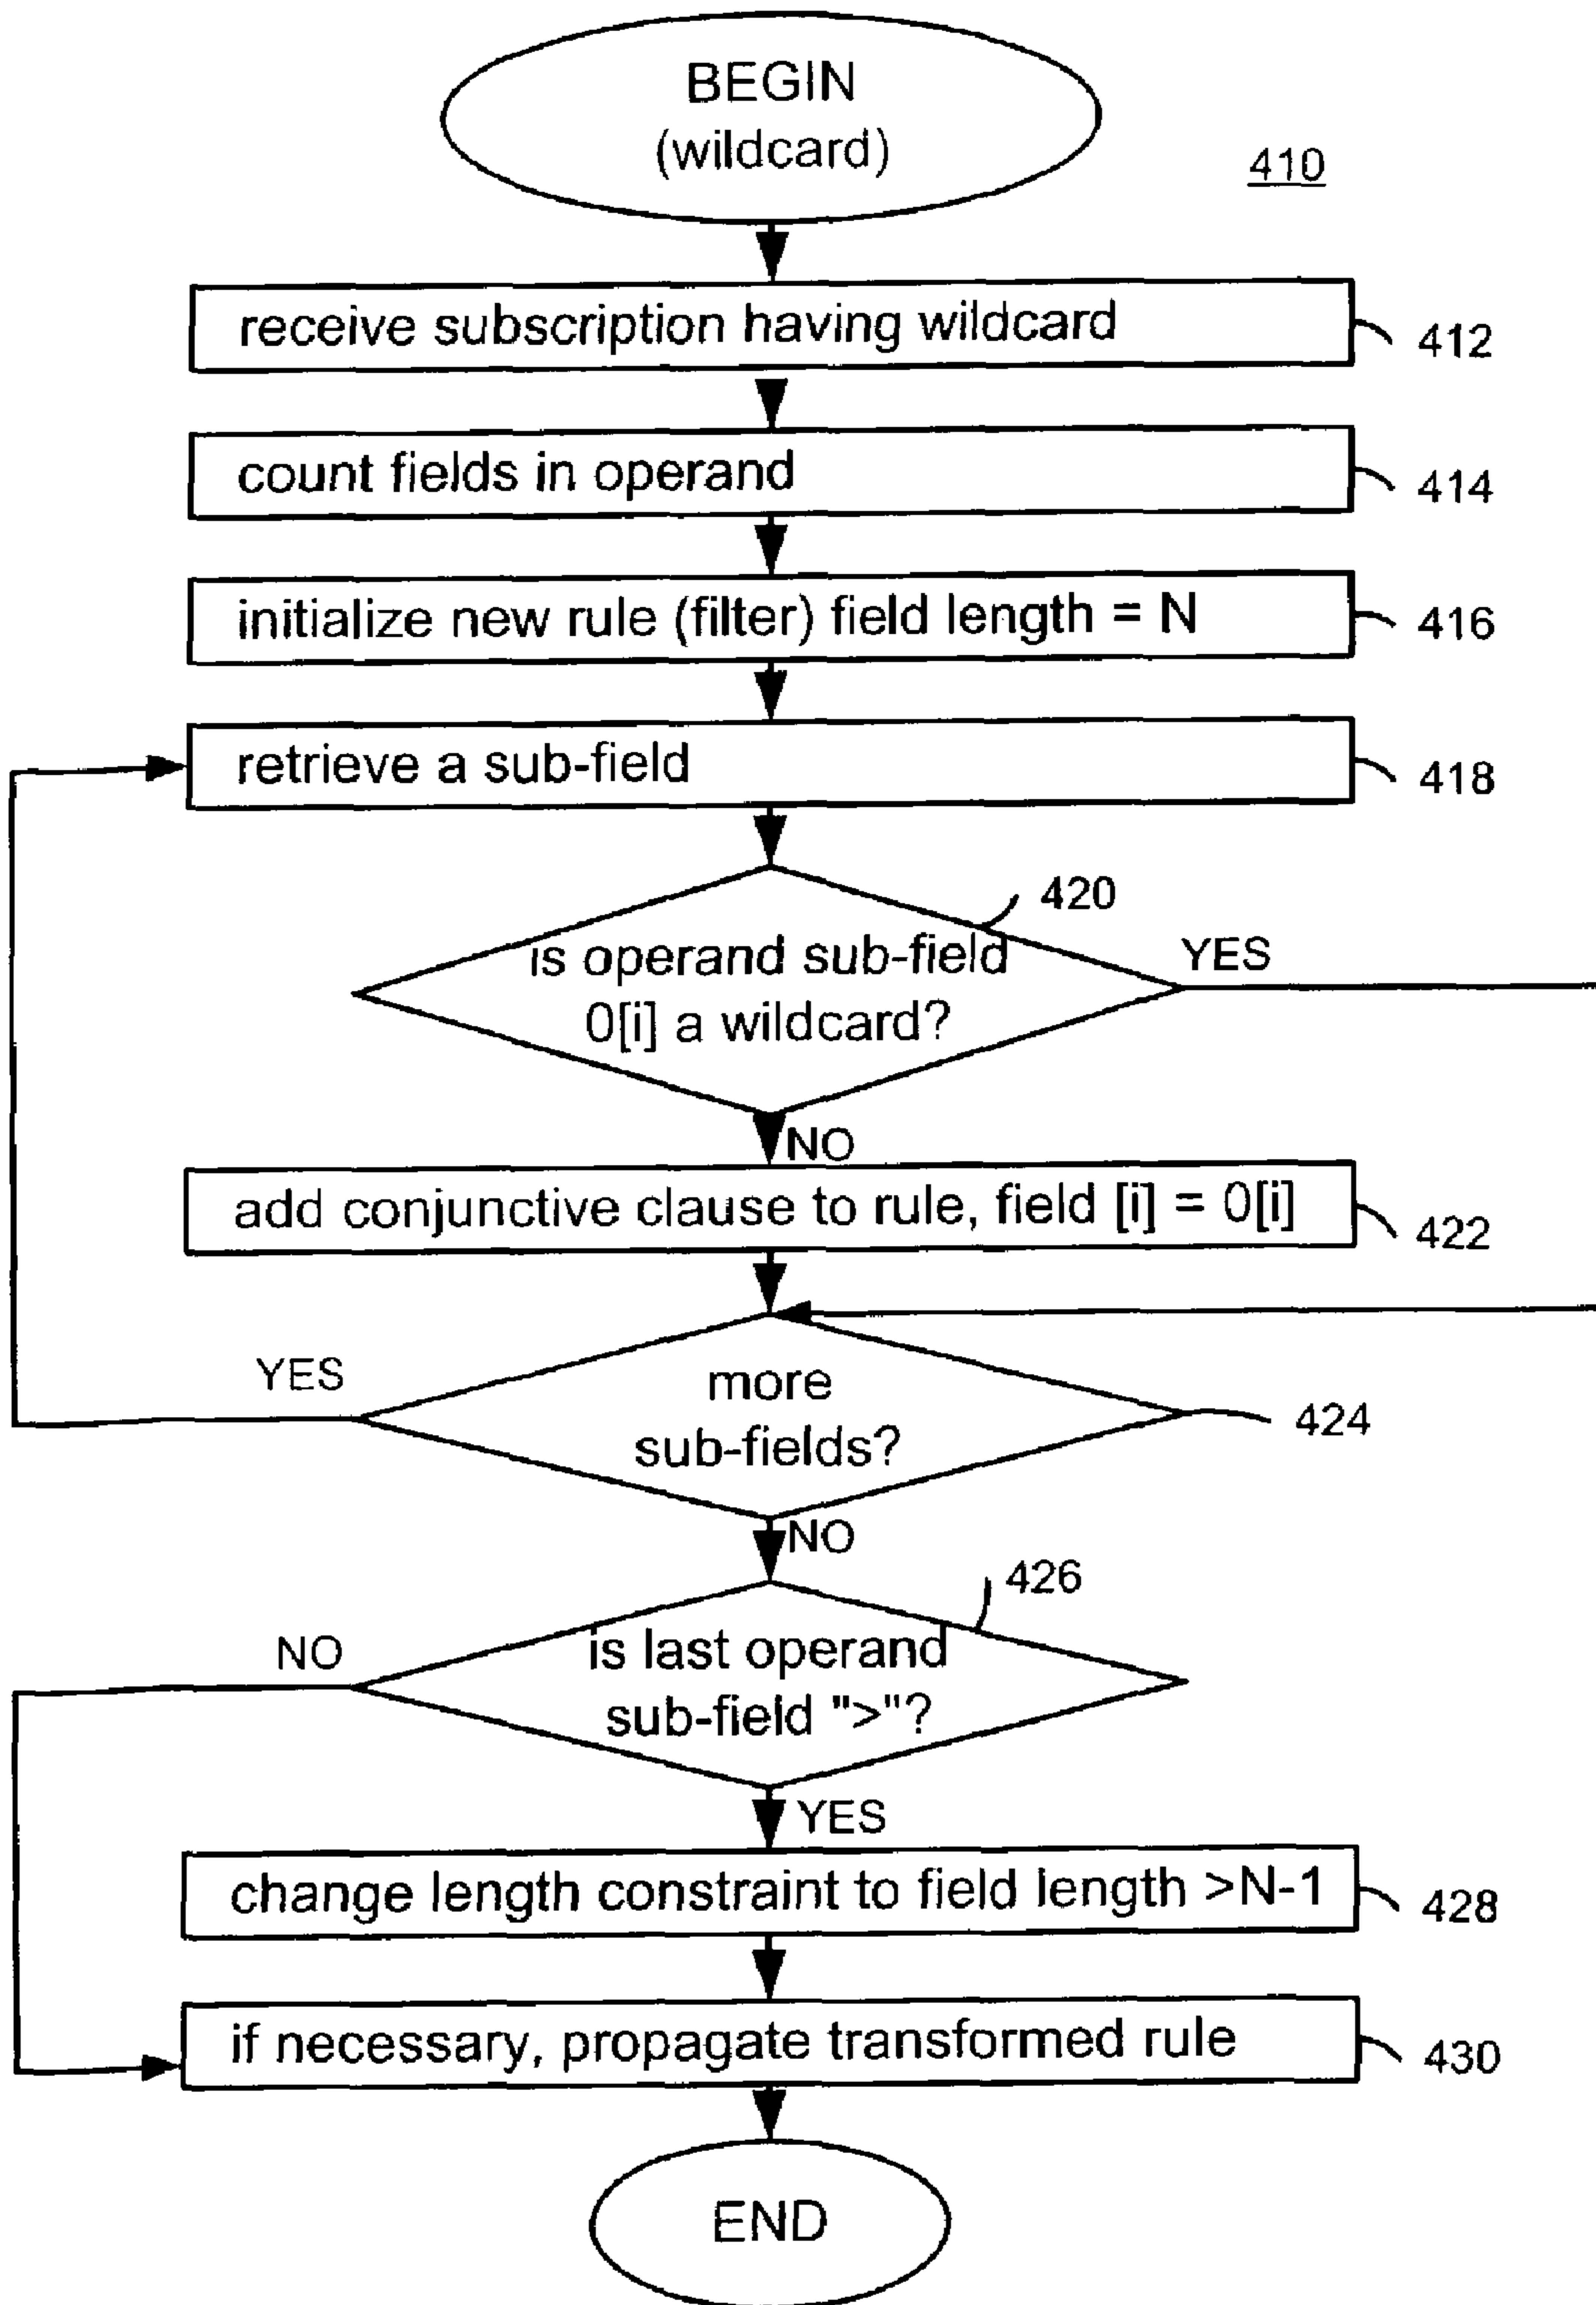 BEGIN
(wildcard)
410
receive subscription having wildcard
412
count fields in operand
414
initialize new rule (filter) field length = N
416
retrieve a sub-field
418
420
is operand sub-field
0[i] a wildcard?
YES
NO
add conjunctive clause to rule, field [i] = 0[i]
422
YES
more
sub-fields?
424
NO
426
NO
is last operand
sub-field ">"?
YES
change length constraint to field length >N-1
428
if necessary, propagate transformed rule
430
END